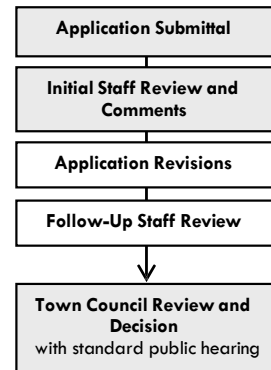 Application Submittal
Initial Staff Review and
Comments
Application Revisions
Follow-Up Staff Review
Town Council Review and
Decision
with standard public hearing